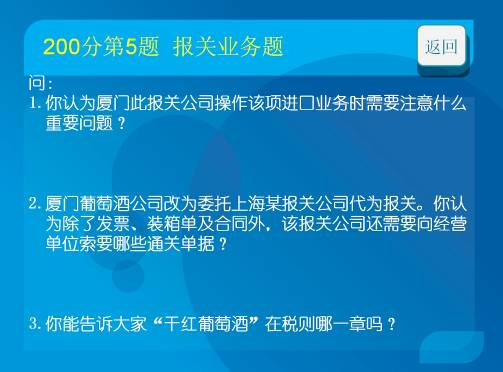 200分第5题 报关业务题
返回
问：
1. 你认为厦门此报关公司操作该项进口业务时需要注意什么
重要问题？
2. 厦门葡萄酒公司改为委托上海某报关公司代为报关。你认
为除了发票、装箱单及合同外，该报关公司还需要向经营
单位索要哪些通关单据？
3. 你能告诉大家“干红葡萄酒”在税则哪一章吗？